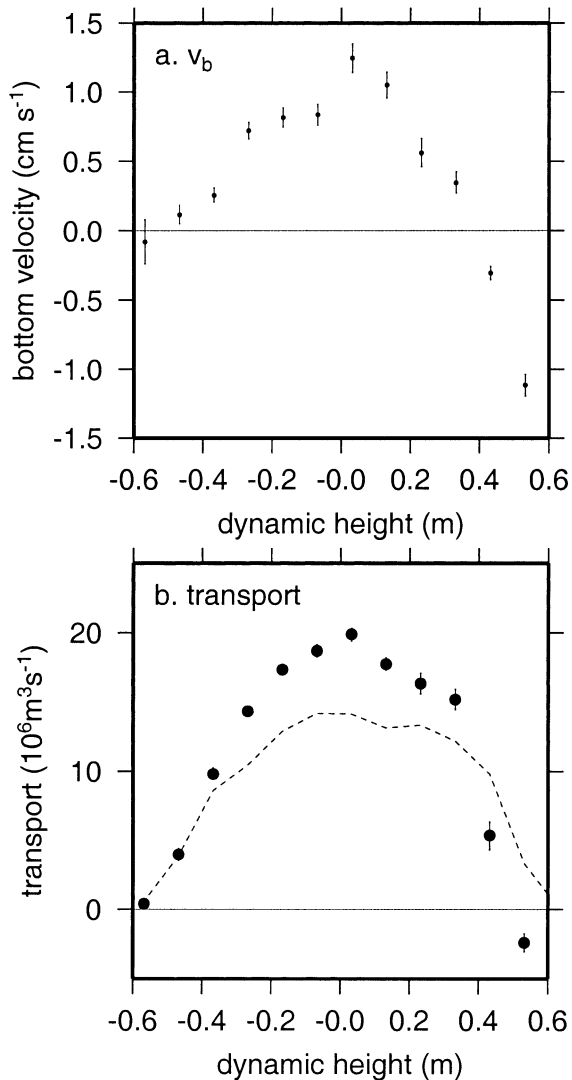 1.5
a. v_b
1.0
0.5
0.0
-0.5
-1.0
-1.5
bottom velocity (cm s⁻¹)
-0.6 -0.4 -0.2 -0.0 0.2 0.4 0.6
dynamic height (m)
b. transport
20
10
0
transport (10⁶m³s⁻¹)
-0.6 -0.4 -0.2 -0.0 0.2 0.4 0.6
dynamic height (m)